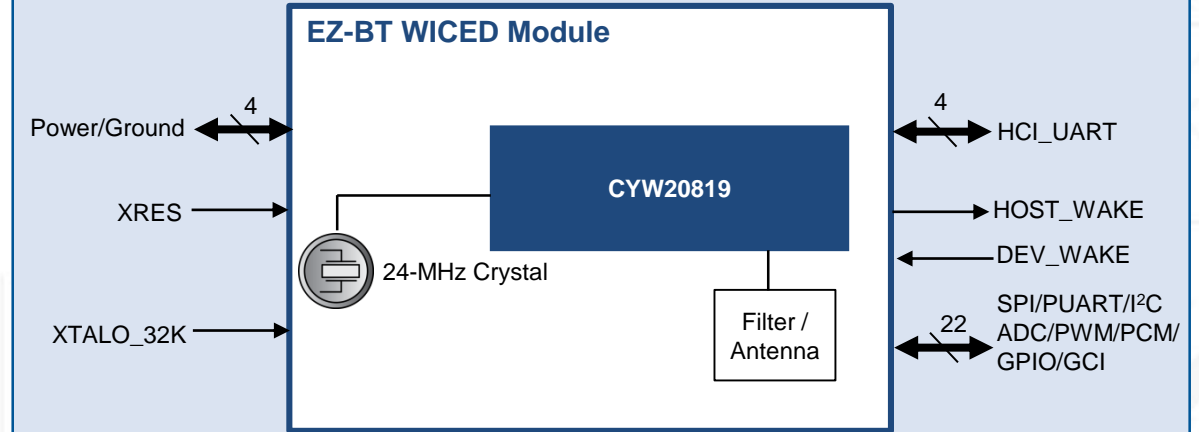 EZ-BT WICED Module
4
Power/Ground
XRES
XTALO_32K
CYW20819
24-MHz Crystal
Filter /
Antenna
4
HCI_UART
HOST_WAKE
DEV_WAKE
22
SPI/PUART/I²C
ADC/PWM/PCM/
GPIO/GCI